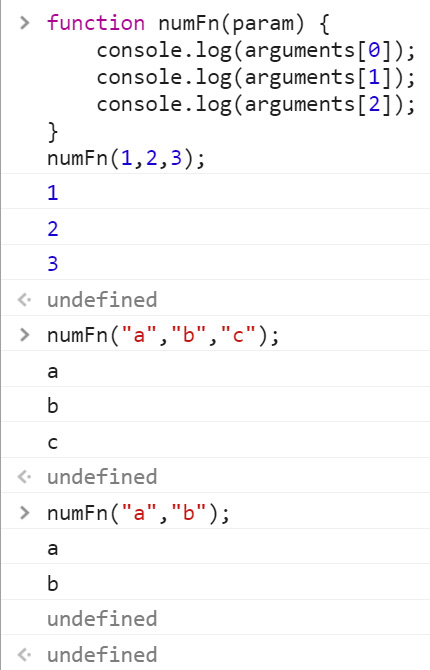 > function numFn(param) {
    console.log(arguments[0]);
    console.log(arguments[1]);
    console.log(arguments[2]);
}
numFn(1,2,3);
1
2
3
undefined
> numFn("a","b","c");
a
b
c
undefined
> numFn("a","b");
a
b
undefined
undefined